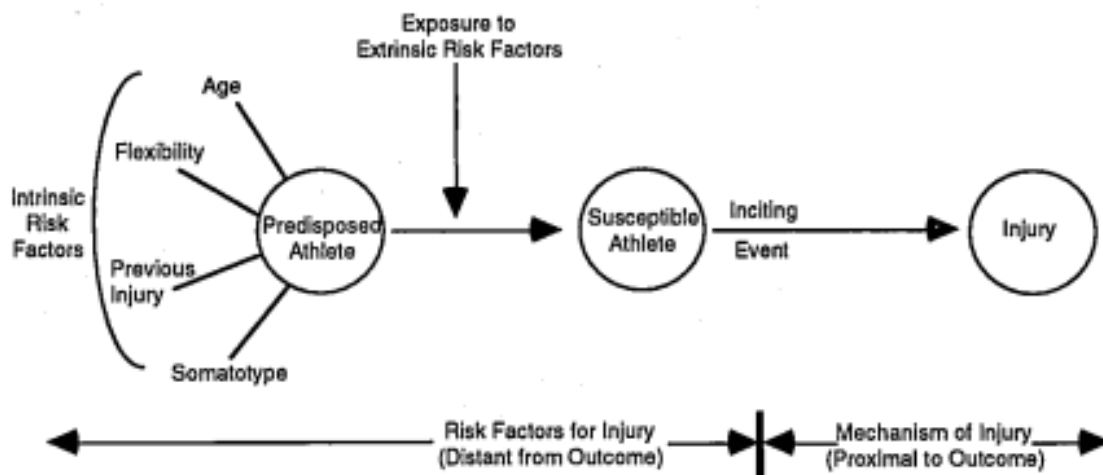 Exposure to
Extrinsic Risk Factors
Age
Flexibility
Intrinsic
Risk
Factors
Predisposed
Athlete
Previous
Injury
Somatotype
Susceptible
Athlete
Inciting
Event
Injury
Risk Factors for Injury
(Distant from Outcome)
Mechanism of Injury
(Proximal to Outcome)